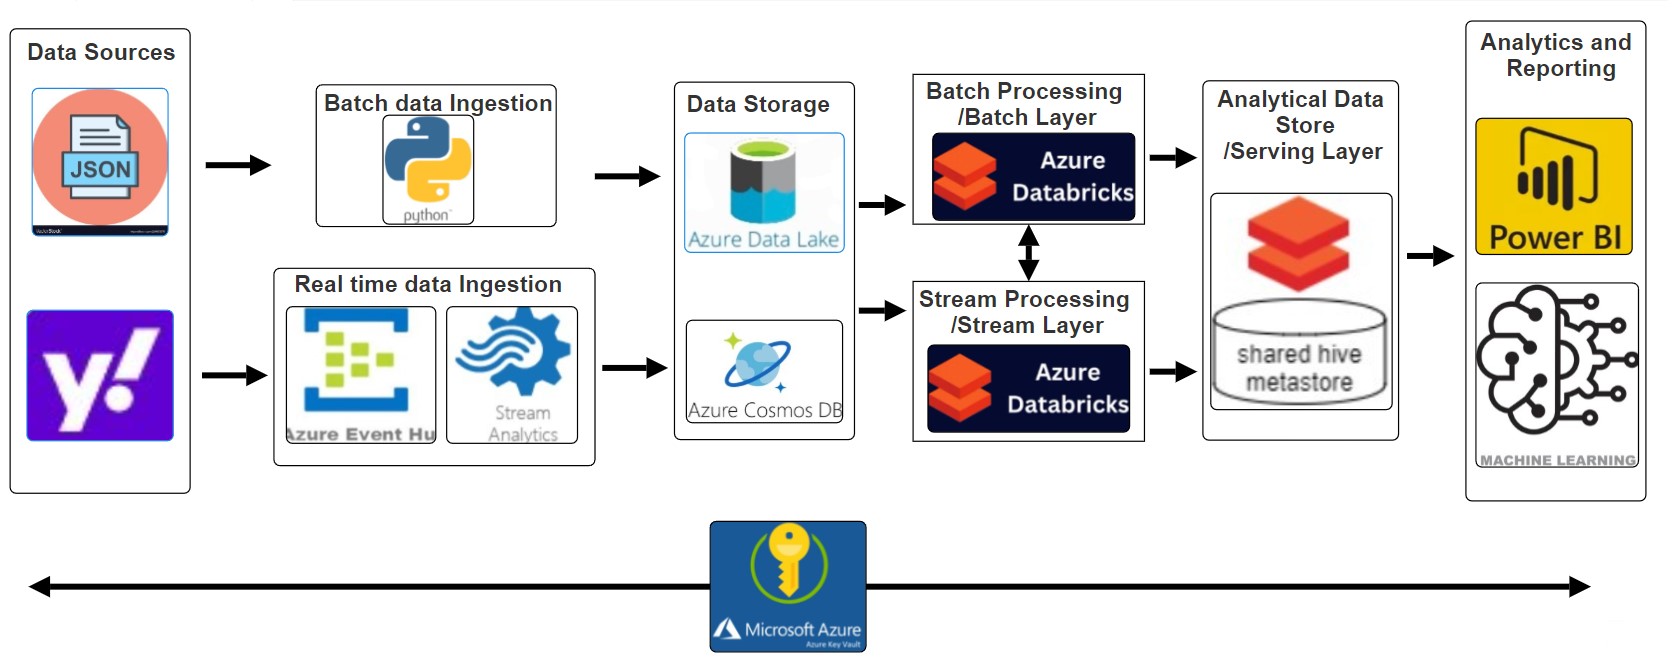 Data Sources
JSON
VectorStock
y!
Batch data Ingestion
python
Real time data Ingestion
Azure Event Hu
Stream
Analytics
Data Storage
Azure Data Lake
Azure Cosmos DB
Batch Processing
/Batch Layer
Azure
Databricks
Stream Processing
/Stream Layer
Azure
Databricks
Analytical Data
Store
/Serving Layer
shared hive
metastore
Analytics and
Reporting
Power BI
MACHINE LEARNING
Microsoft Azure
Azure Key Vault